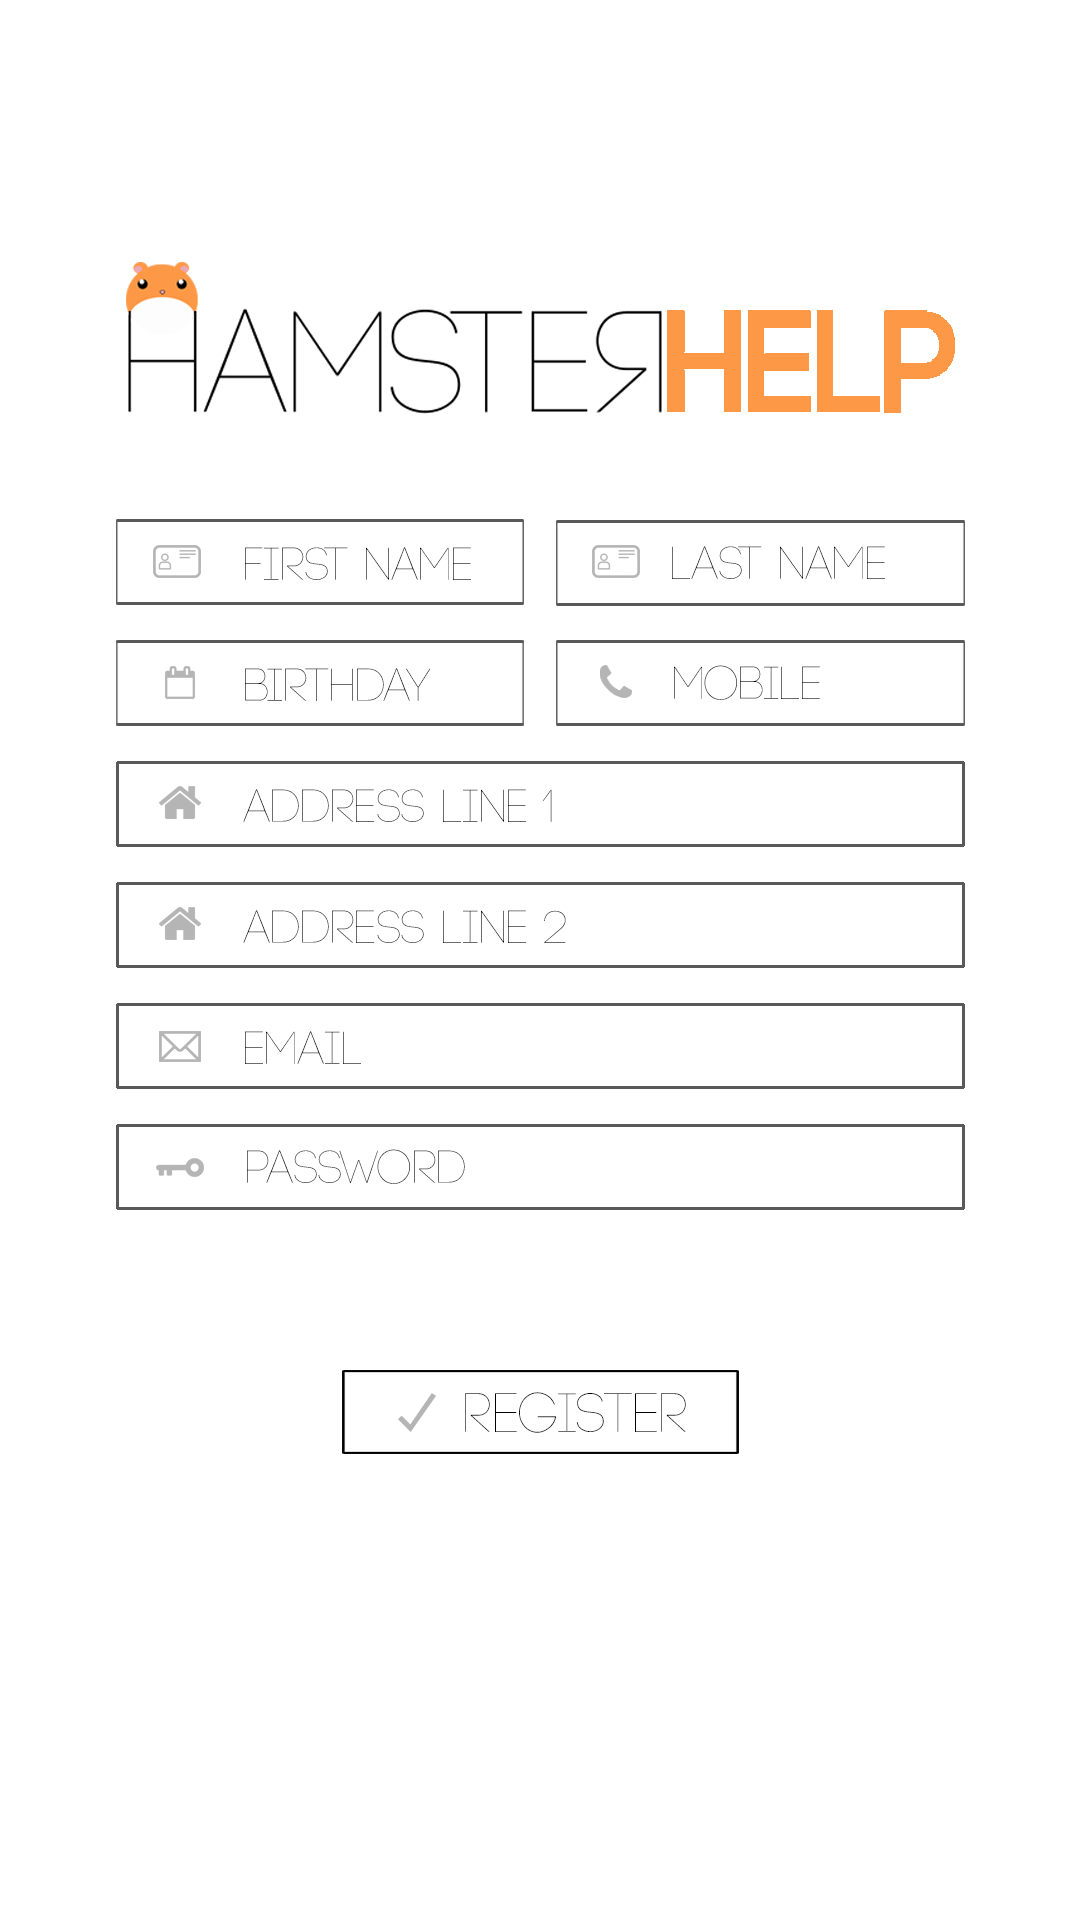 HAMSTERHELP
FIRST NAME
LAST NAME
BIRTHDAY
MOBILE
ADDRESS LINE 1
ADDRESS LINE 2
EMAIL
PASSWORD
REGISTER